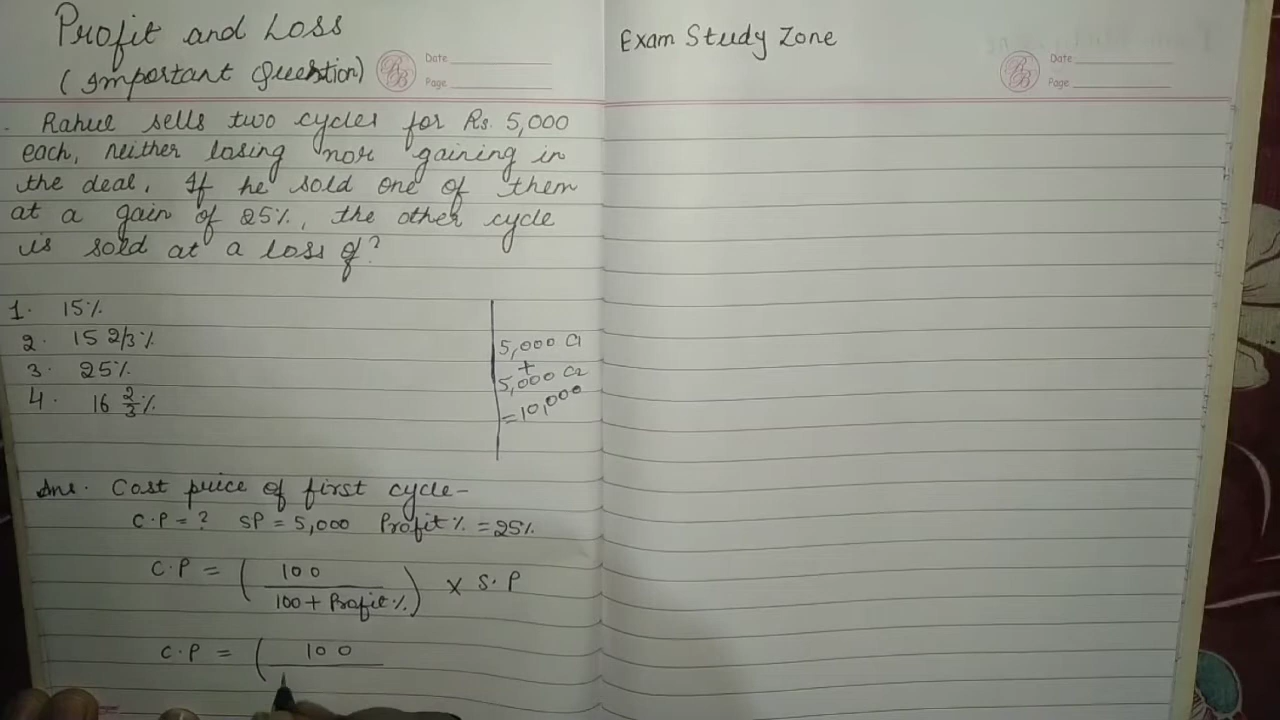 Profit and Loss
(Important Question)
Date
Page
Rahul sells two cycles for Rs. 5,000
each, neither losing nor gaining in
the deal. If he sold one of them
at a gain of 25%, the other cycle
is sold at a loss of?
1. 15%
2. 15 2/3%
3. 25%
4. 16 2/3%
5,000 C1
+
5,000 C2
=10,000
Ans. Cost price of first cycle-
C.P = ? SP = 5,000 Profit% = 25%
C.P = ( 100 / 100 + Profit% ) × S.P
C.P = ( 100
Exam Study Zone
Date
Page